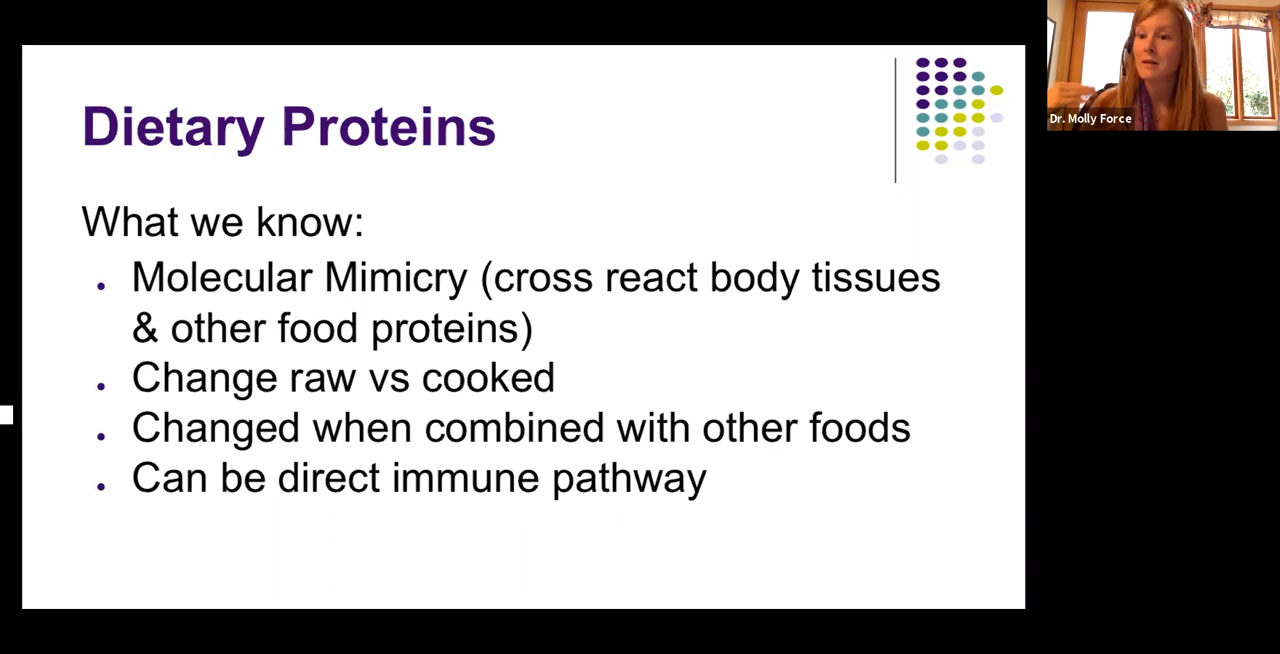 Dietary Proteins
What we know:
• Molecular Mimicry (cross react body tissues
& other food proteins)
• Change raw vs cooked
• Changed when combined with other foods
• Can be direct immune pathway
Dr. Molly Force